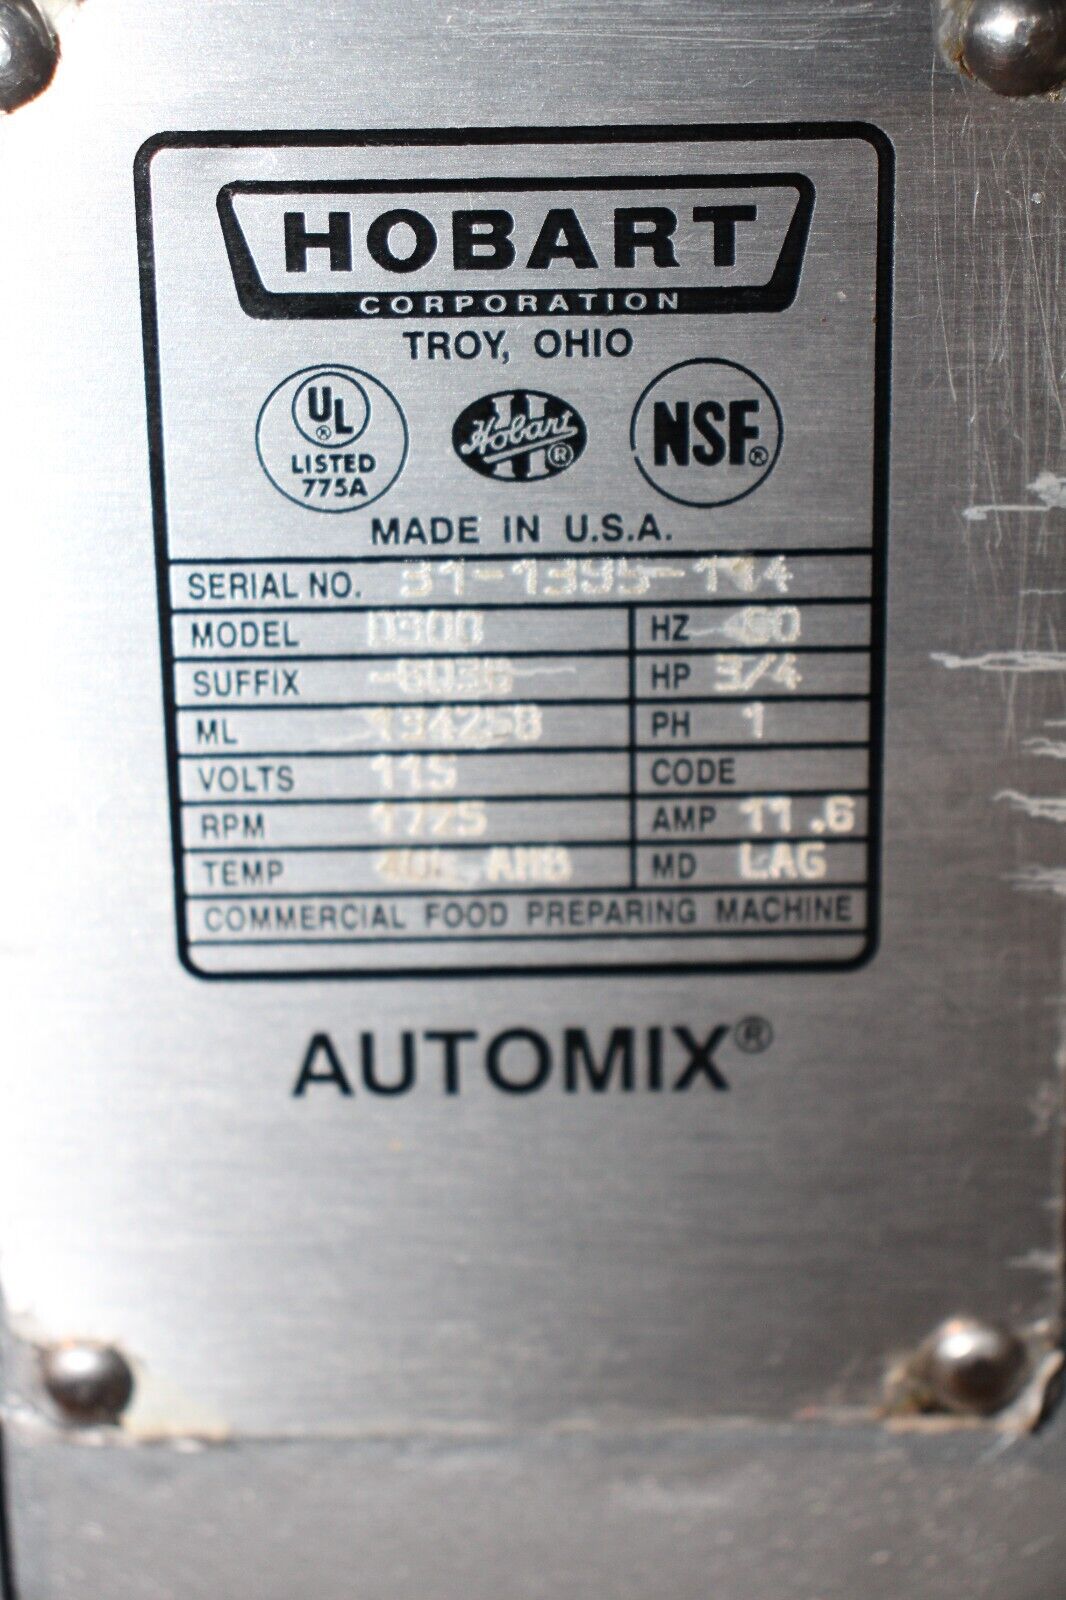 HOBART
CORPORATION
TROY, OHIO
UL ® LISTED 775A
Hobart ®
NSF®
MADE IN U.S.A.
SERIAL NO.
MODEL D300 HZ 60
SUFFIX HP 3/4
ML 134258 PH 1
VOLTS 115 CODE
RPM 1725 AMP 11.6
TEMP AMB MD LAG
COMMERCIAL FOOD PREPARING MACHINE
AUTOMIX®